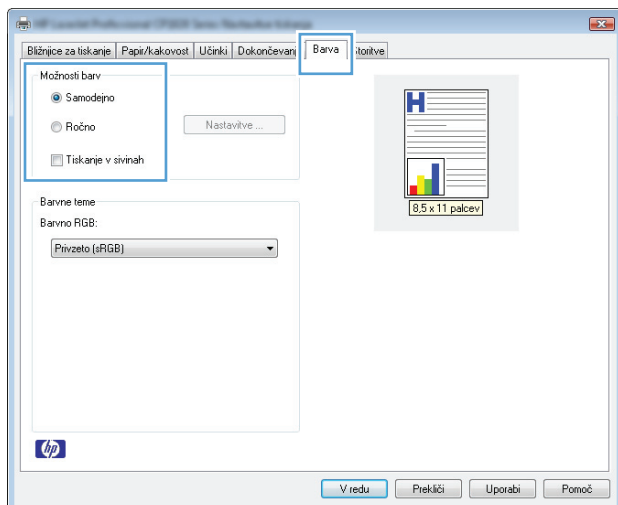 Bližnjice za tiskanje Papir/kakovost Učinki Dokončevanj Barva Storitve
Možnosti barv
Samodejno
Ročno
Nastavitve ...
Tiskanje v sivinah
H
8,5 x 11 palcev
Barvne teme
Barvno RGB:
Privzeto (sRGB)
hp
V redu Prekliči Uporabi Pomoč